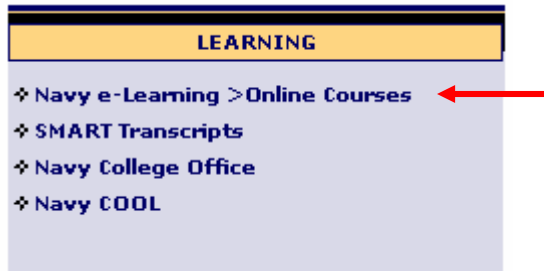 LEARNING
Navy e-Learning >Online Courses
SMART Transcripts
Navy College Office
Navy COOL